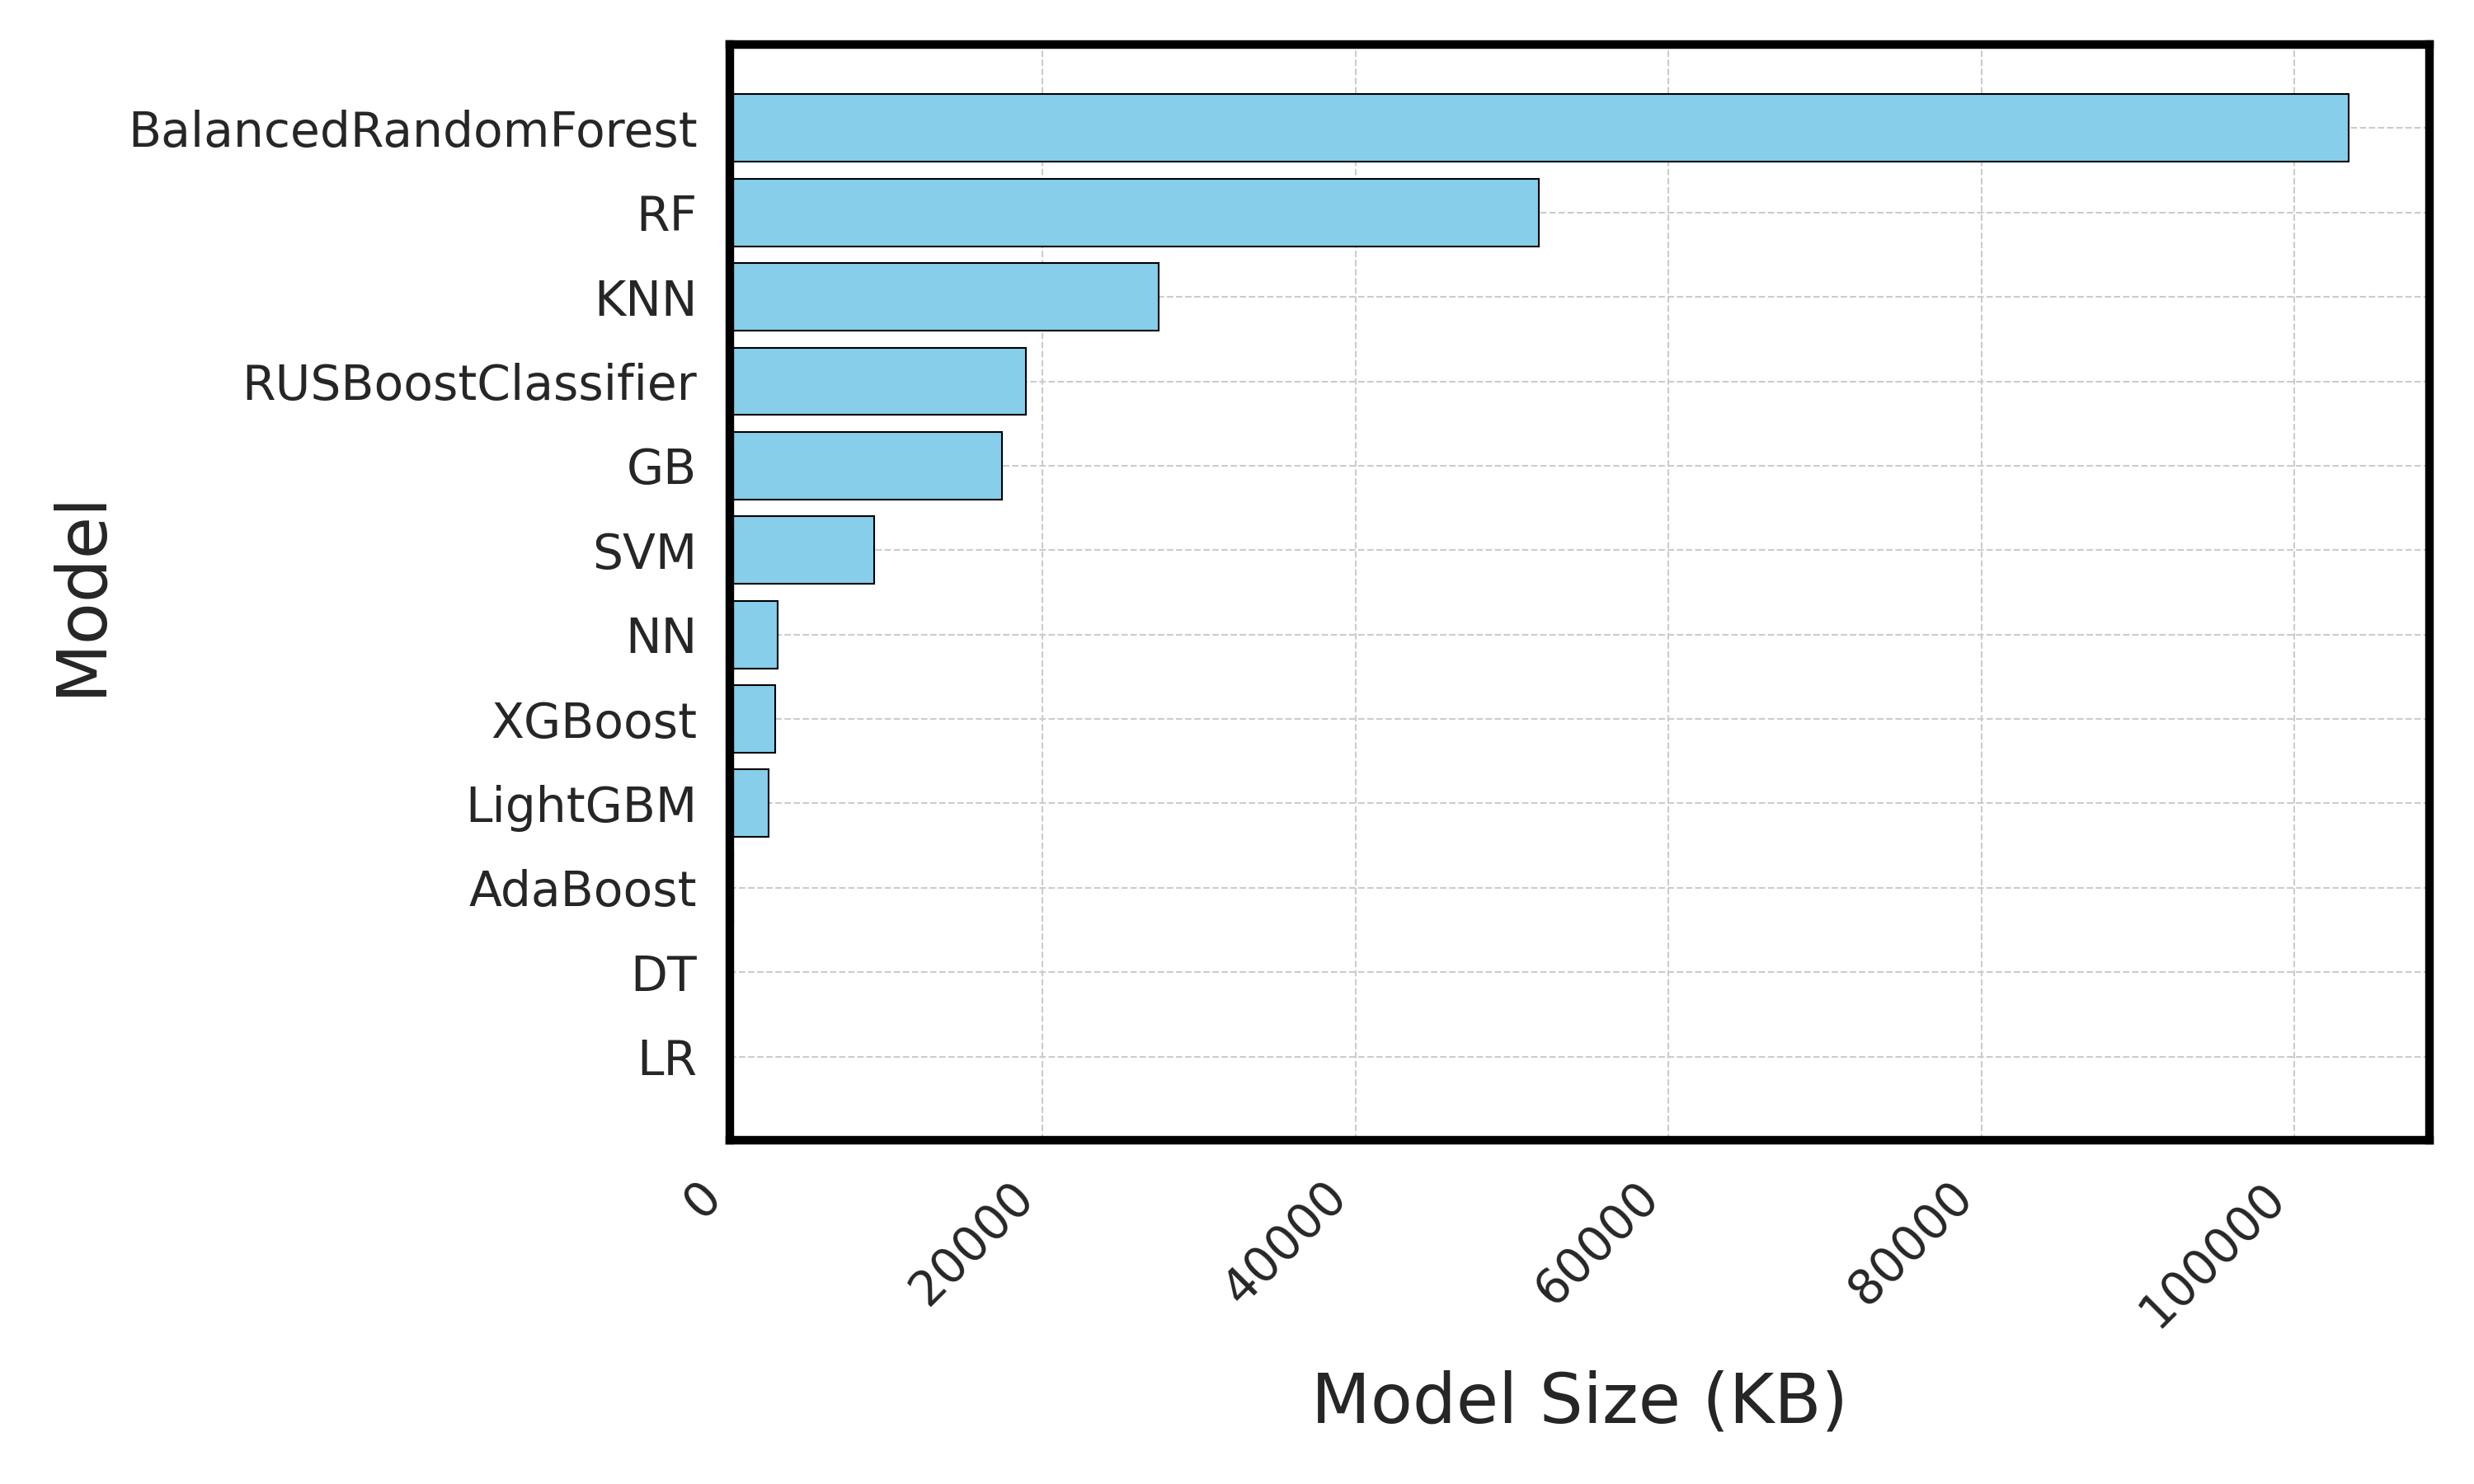 BalancedRandomForest
RF
KNN
RUSBoostClassifier
GB
SVM
NN
XGBoost
LightGBM
AdaBoost
DT
LR
Model
0
20000
40000
60000
80000
100000
Model Size (KB)